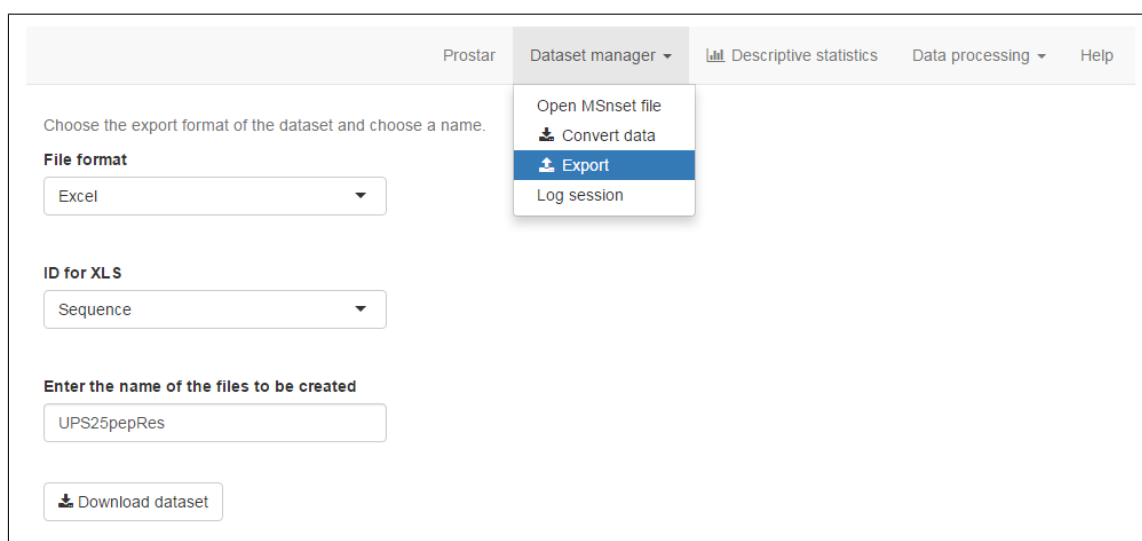 Prostar Dataset manager Descriptive statistics Data processing Help
Open MSnset file
Convert data
Export
Log session
Choose the export format of the dataset and choose a name.
File format
Excel
ID for XLS
Sequence
Enter the name of the files to be created
UPS25pepRes
Download dataset